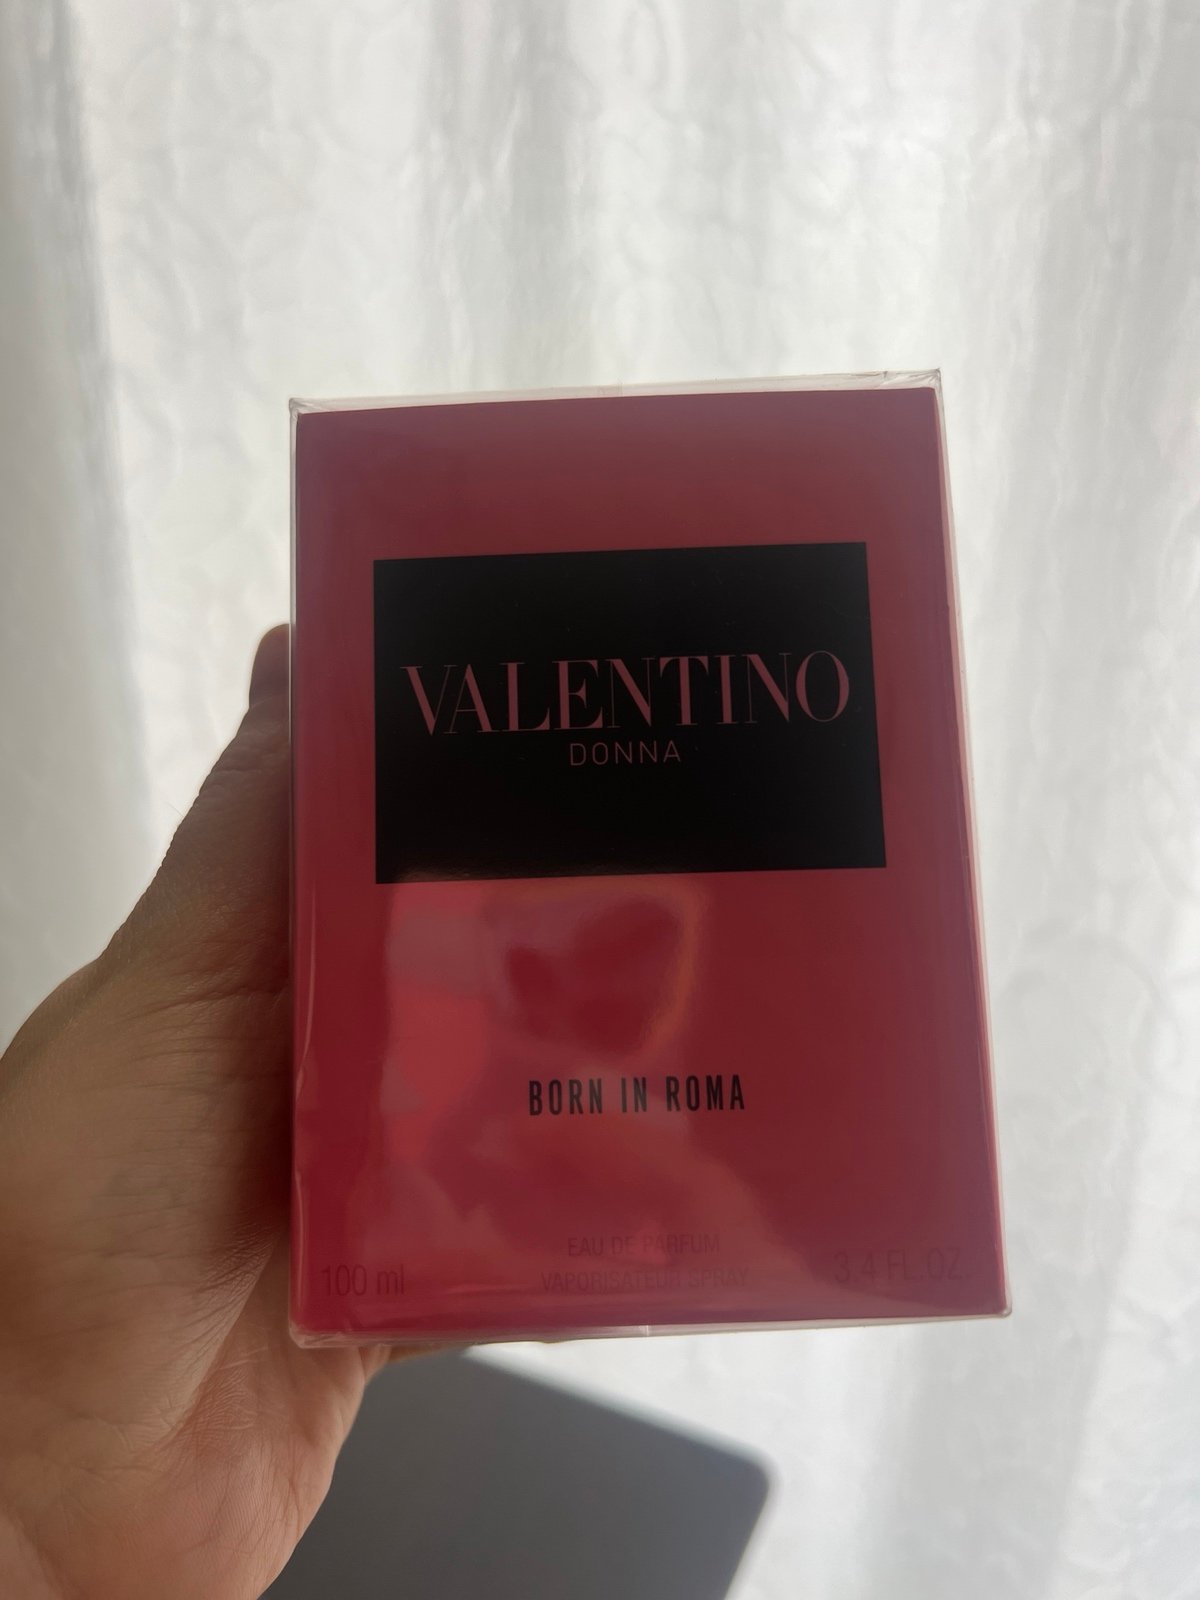 VALENTINO
DONNA
BORN IN ROMA
EAU DE PARFUM
100 ml VAPORISATEUR SPRAY 3.4 FL.OZ.